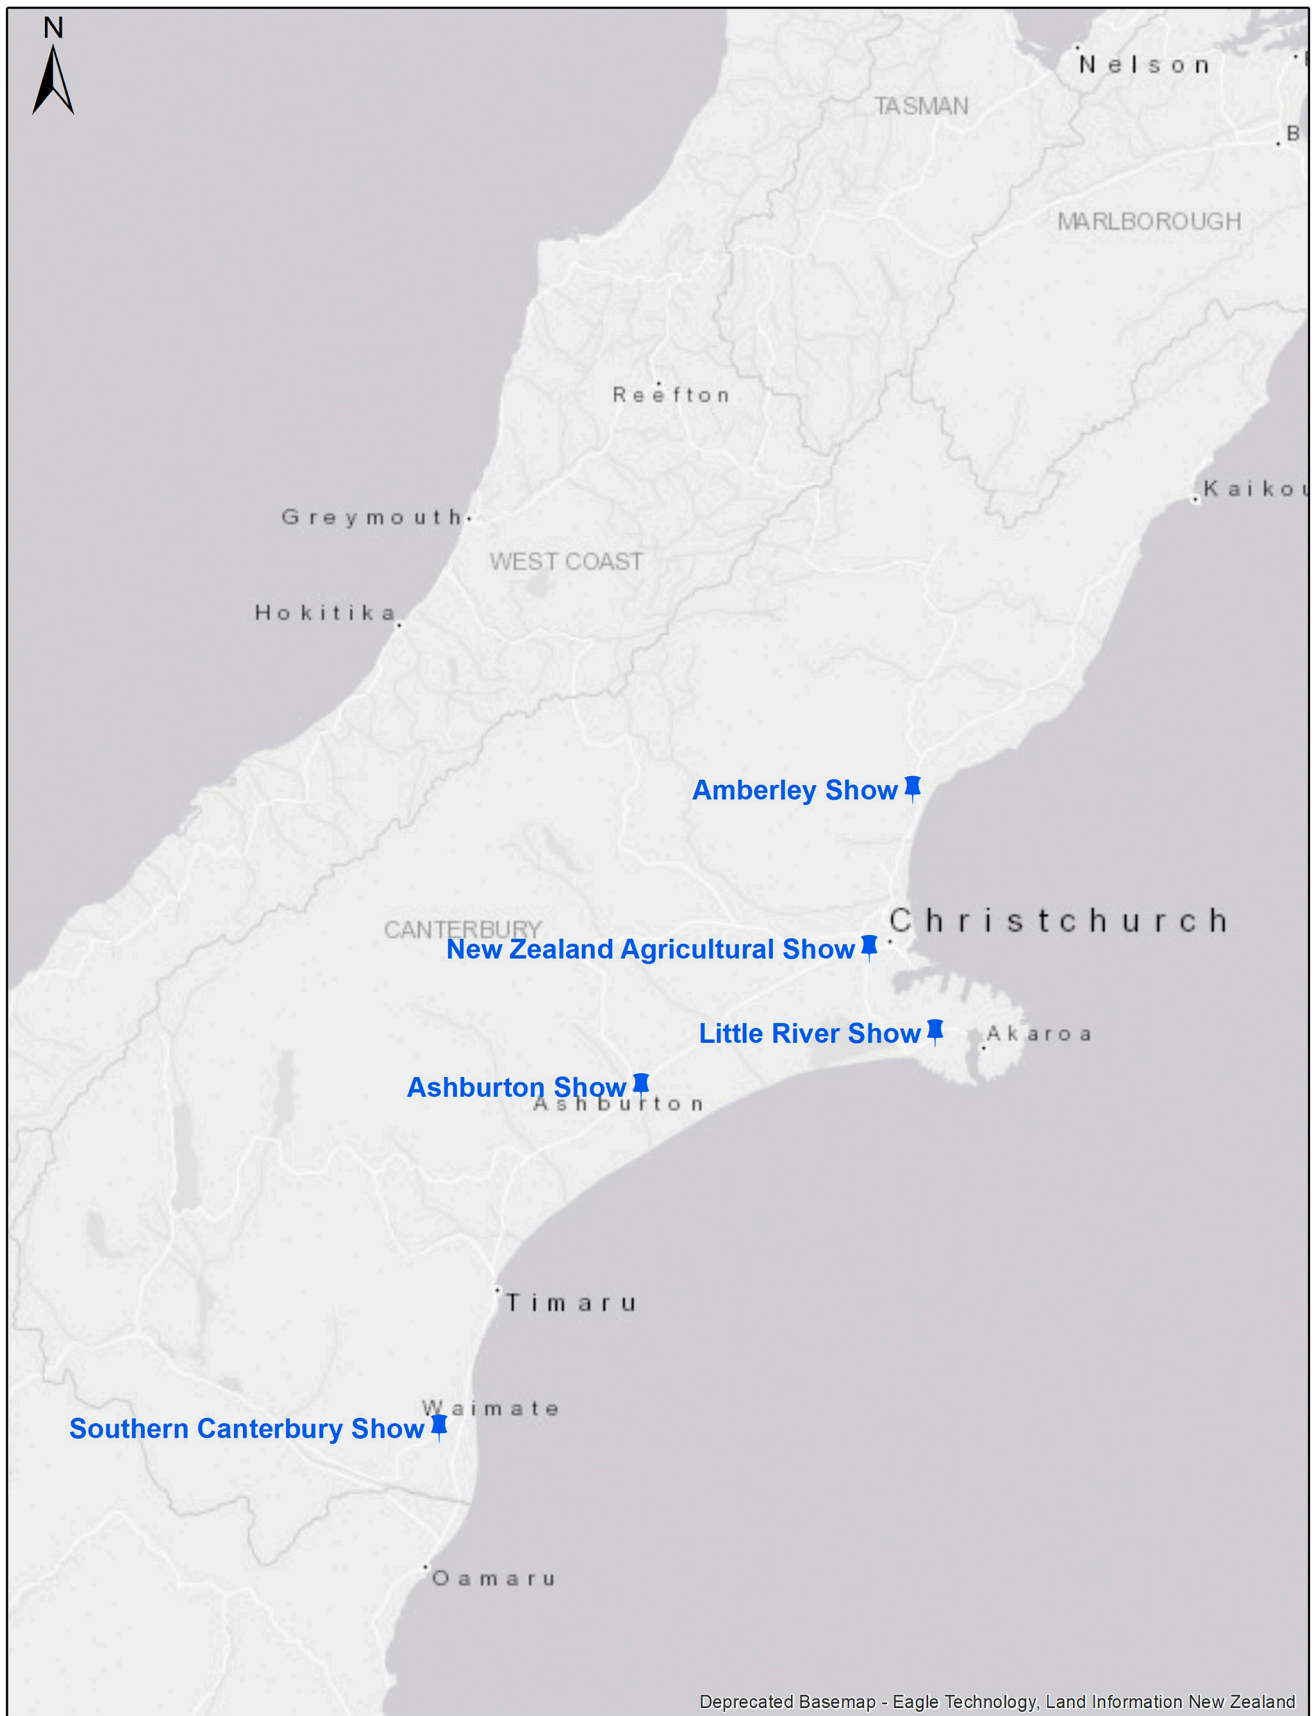 N
Nelson
TASMAN
B
MARLBOROUGH
Reefton
Kaikou
Greymouth
WEST COAST
Hokitika
Amberley Show
Christchurch
CANTERBURY
New Zealand Agricultural Show
Little River Show
Akaroa
Ashburton Show
Ashburton
Timaru
Waimate
Southern Canterbury Show
Oamaru
Deprecated Basemap - Eagle Technology, Land Information New Zealand